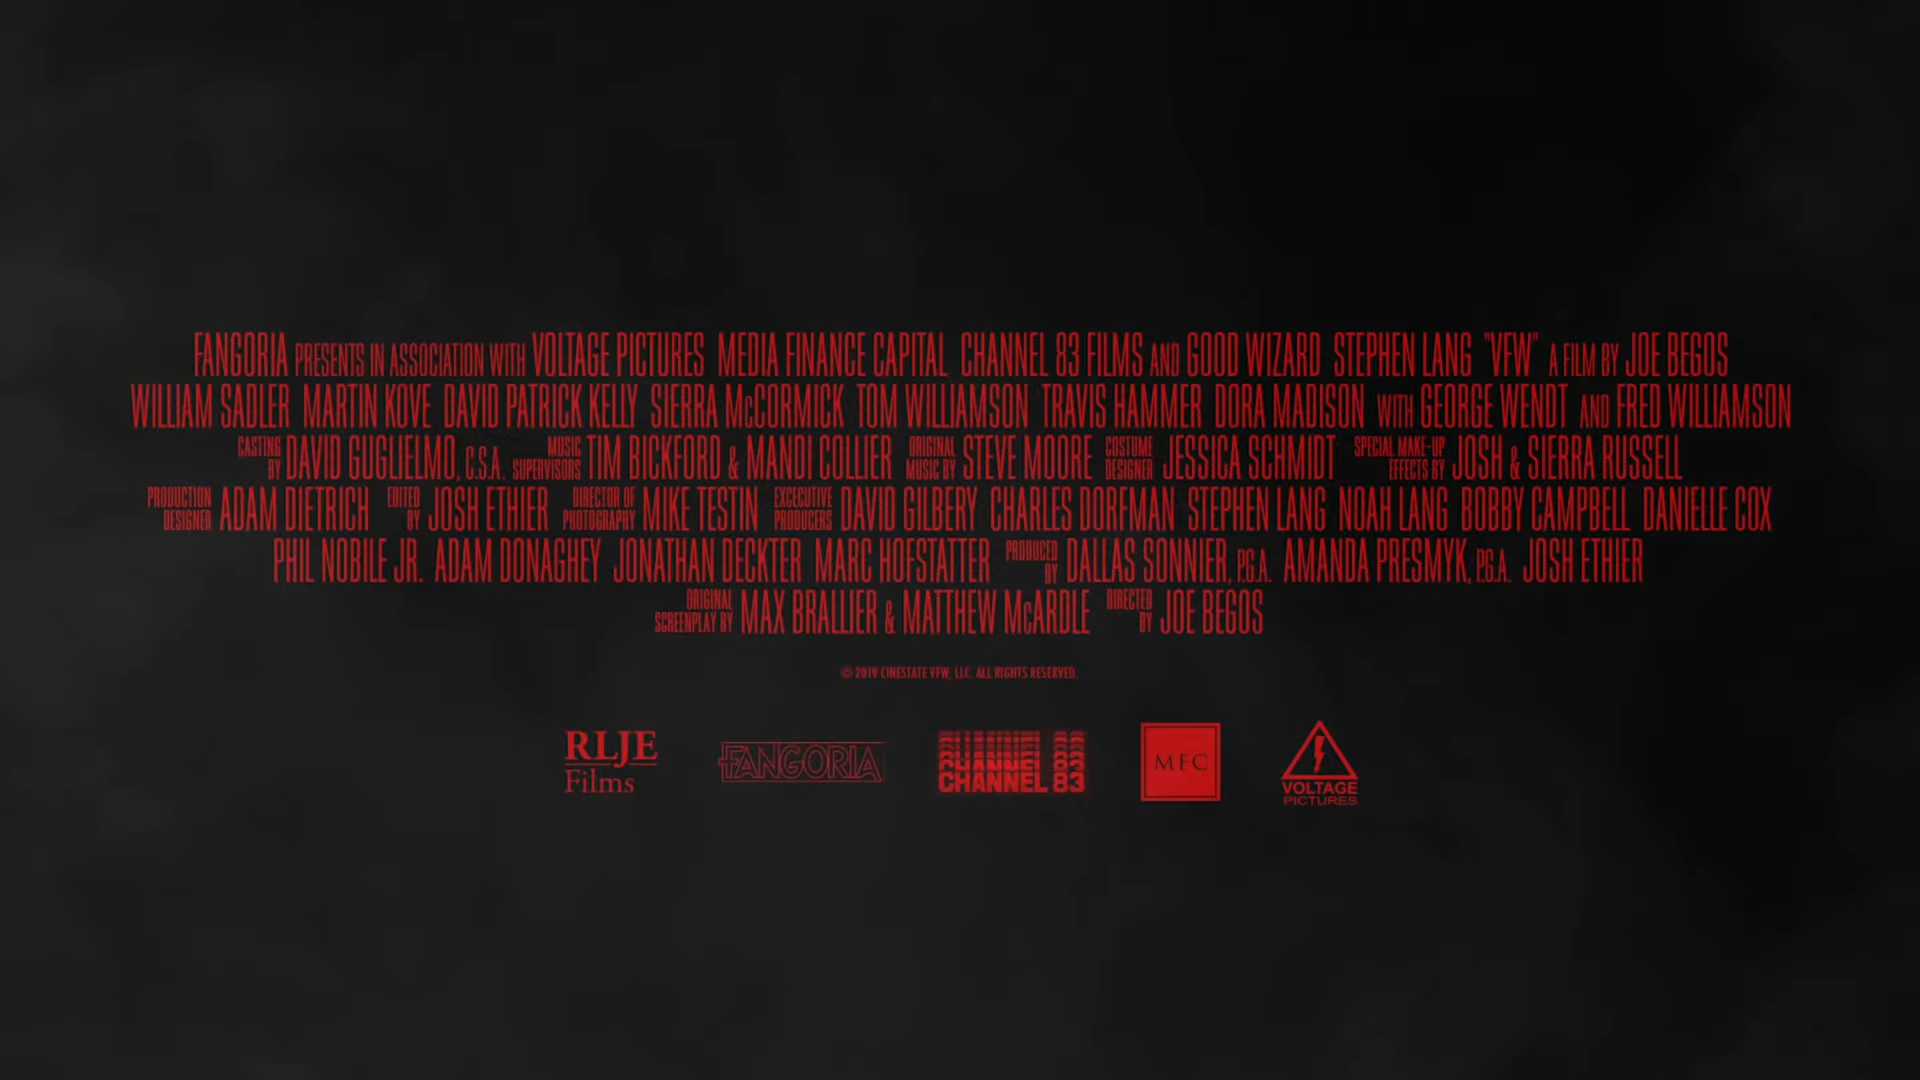 FANGORIA PRESENTS IN ASSOCIATION WITH VOLTAGE PICTURES MEDIA FINANCE CAPITAL CHANNEL 83 FILMS AND GOOD WIZARD STEPHEN LANG "VFW" A FILM BY JOE BEGOS
WILLIAM SADLER MARTIN KOVE DAVID PATRICK KELLY SIERRA McCORMICK TOM WILLIAMSON TRAVIS HAMMER DORA MADISON WITH GEORGE WENDT AND FRED WILLIAMSON
CASTING BY DAVID GUGLIELMO, C.S.A. MUSIC SUPERVISORS TIM BICKFORD & MANDI COLLIER ORIGINAL MUSIC BY STEVE MOORE COSTUME DESIGNER JESSICA SCHMIDT SPECIAL MAKE-UP EFFECTS BY JOSH & SIERRA RUSSELL
PRODUCTION DESIGNER ADAM DIETRICH EDITED BY JOSH ETHIER DIRECTOR OF PHOTOGRAPHY MIKE TESTIN EXCECUTIVE PRODUCERS DAVID GILBERY CHARLES DORFMAN STEPHEN LANG NOAH LANG BOBBY CAMPBELL DANIELLE COX
PHIL NOBILE JR. ADAM DONAGHEY JONATHAN DECKTER MARC HOFSTATTER PRODUCED BY DALLAS SONNIER, P.G.A. AMANDA PRESMYK, P.G.A. JOSH ETHIER
ORIGINAL SCREENPLAY BY MAX BRALLIER & MATTHEW McARDLE DIRECTED BY JOE BEGOS
© 2019 CINESTATE VFW, LLC. ALL RIGHTS RESERVED.
RLJE
Films
FANGORIA
CHANNEL 83
MFC
VOLTAGE
PICTURES